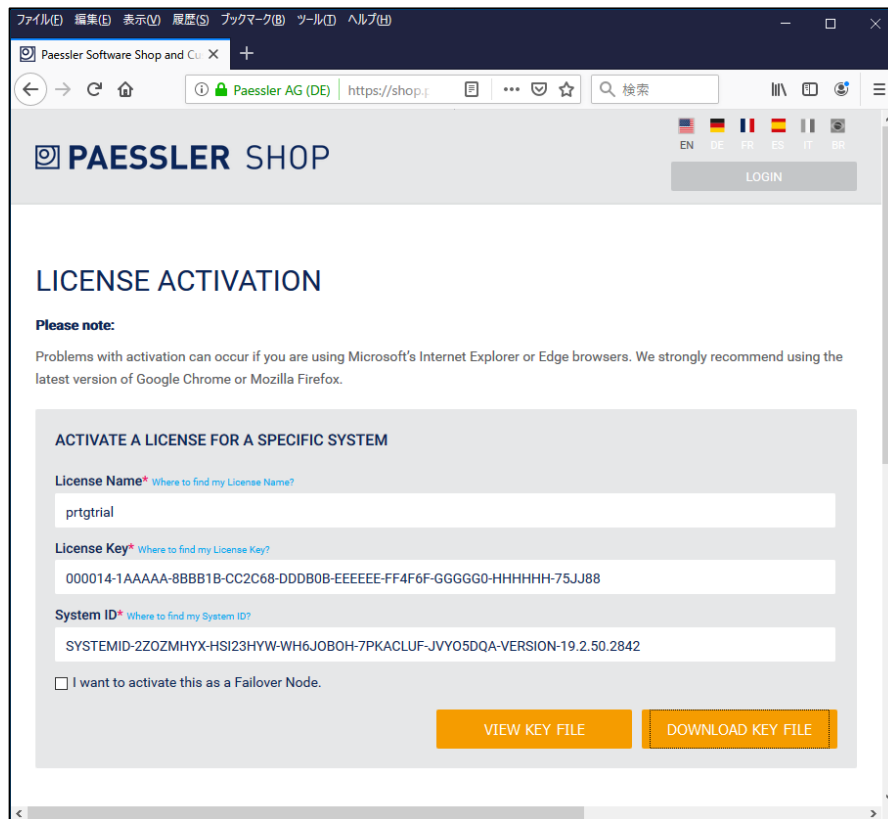 ファイル(F) 編集(E) 表示(V) 履歴(S) ブックマーク(B) ツール(T) ヘルプ(H)
Paessler Software Shop and Cu
Paessler AG (DE) https://shop.p 検索
EN DE FR ES IT BR
PAESSLER SHOP
LOGIN
LICENSE ACTIVATION
Please note:
Problems with activation can occur if you are using Microsoft's Internet Explorer or Edge browsers. We strongly recommend using the
latest version of Google Chrome or Mozilla Firefox.
ACTIVATE A LICENSE FOR A SPECIFIC SYSTEM
License Name* Where to find my License Name?
prtgtrial
License Key* Where to find my License Key?
000014-1AAAAA-8BBB1B-CC2C68-DDDB0B-EEEEEE-FF4F6F-GGGGG0-HHHHHH-75JJ88
System ID* Where to find my System ID?
SYSTEMID-2ZOZMHYX-HSI23HYW-WH6JOBOH-7PKACLUF-JVYO5DQA-VERSION-19.2.50.2842
I want to activate this as a Failover Node.
VIEW KEY FILE DOWNLOAD KEY FILE